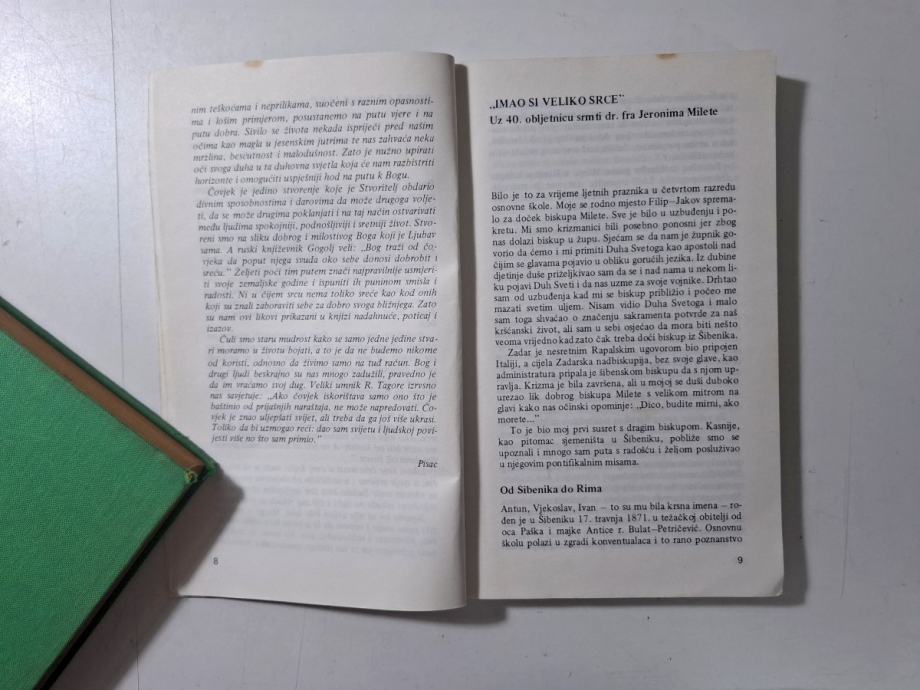 nim teškoćama i neprilikama, suočeni s raznim opasnosti-
ma i lošim primjerom, posustanemo na putu vjere i na
putu dobra. Sivilo se života nekada ispriječi pred našim
očima kao magla u jesenskim jutrima te nas zahvaća neka
mrzlina, besćutnost i malodušnost. Zato je nužno upirati
oči svoga duha u ta duhovna svjetla koja će nam razbistriti
horizonte i omogućiti uspješniji hod na putu k Bogu.
Čovjek je jedino stvorenje koje je Stvoritelj obdario
divnim sposobnostima i darovima da može drugoga volje-
ti, da se može drugima poklanjati i na taj način ostvarivati
među ljudima spokojniji, podnošljiviji i sretniji život. Stvo-
reni smo na sliku dobrog i milostivog Boga koji je Ljubav
sama. A ruski književnik Gogolj veli: „Bog traži od čo-
vjeka da poput njega svuda oko sebe donosi dobrobit i
sreću.” Željeti poći tim putem znači najpravilnije usmjeri-
ti svoje zemaljske godine i ispuniti ih puninom smisla i
radosti. Ni u čijem srcu nema toliko sreće kao kod onih
koji su znali zaboraviti sebe za dobro svoga bližnjega. Zato
su nam ovi likovi prikazani u knjizi nadahnuće, poticaj i
izazov.
Čuli smo staru mudrost kako se samo jedne jedine stva-
ri moramo u životu bojati, a to je da ne budemo nikome
od koristi, odnosno da živimo samo na tuđ račun. Bog i
drugi ljudi beskrajno su nas mnogo zadužili, pravedno je
da im vraćamo svoj dug. Veliki umnik R. Tagore izrvsno
nas savjetuje: „Ako čovjek iskorištava samo ono što je
baštinio od prijašnjih naraštaja, ne može napredovati. Čo-
vjek je znao uljepšati svijet, ali treba da ga još više ukrasi.
Toliko da bi uzmogao reći: dao sam svijetu i ljudskoj povi-
jesti više no što sam primio.”
Pisac
8
„IMAO SI VELIKO SRCE”
Uz 40. obljetnicu srmti dr. fra Jeronima Milete
Bilo je to za vrijeme ljetnih praznika u četvrtom razredu
osnovne škole. Moje se rodno mjesto Filip–Jakov sprema-
lo za doček biskupa Milete. Sve je bilo u uzbuđenju i po-
kretu. Mi smo krizmanici bili posebno ponosni jer zbog
nas dolazi biskup u župu. Sjećam se da nam je župnik go-
vorio da ćemo i mi primiti Duha Svetoga kao apostoli nad
čijim se glavama pojavio u obliku gorućih jezika. Iz dubine
djetinje duše priželjkivao sam da se i nad nama u nekom li-
ku pojavi Duh Sveti i da nas uzme za svoje vojnike. Drhtao
sam od uzbuđenja kad mi se biskup približio i počeo me
mazati svetim uljem. Nisam vidio Duha Svetoga i malo
sam toga shvaćao o značenju sakramenta potvrde za naš
kršćanski život, ali sam u sebi osjećao da mora biti nešto
veoma vrijedno kad zato čak treba doći biskup iz Šibenika.
Zadar je nesretnim Rapalskim ugovorom bio pripojen
Italiji, a cijela Zadarska nadbiskupija, bez svoje glave, kao
administratura pripala je šibenskom biskupu da s njom up-
ravlja. Krizma je bila završena, ali u mojoj se duši duboko
urezao lik dobrog biskupa Milete s velikom mitrom na
glavi kako nas očinski opominje: „Dico, budite mirni, ako
morete...”
To je bio moj prvi susret s dragim biskupom. Kasnije,
kao pitomac sjemeništa u Šibeniku, pobliže smo se
upoznali i mnogo sam puta s radošću i željom posluživao
u njegovim pontifikalnim misama.
Od Šibenika do Rima
Antun, Vjekoslav, Ivan – to su mu bila krsna imena – ro-
đen je u Šibeniku 17. travnja 1871. u težačkoj obitelji od
oca Paška i majke Antice r. Bulat–Petričević. Osnovnu
školu polazi u zgradi konventualaca i to rano poznanstvo
9